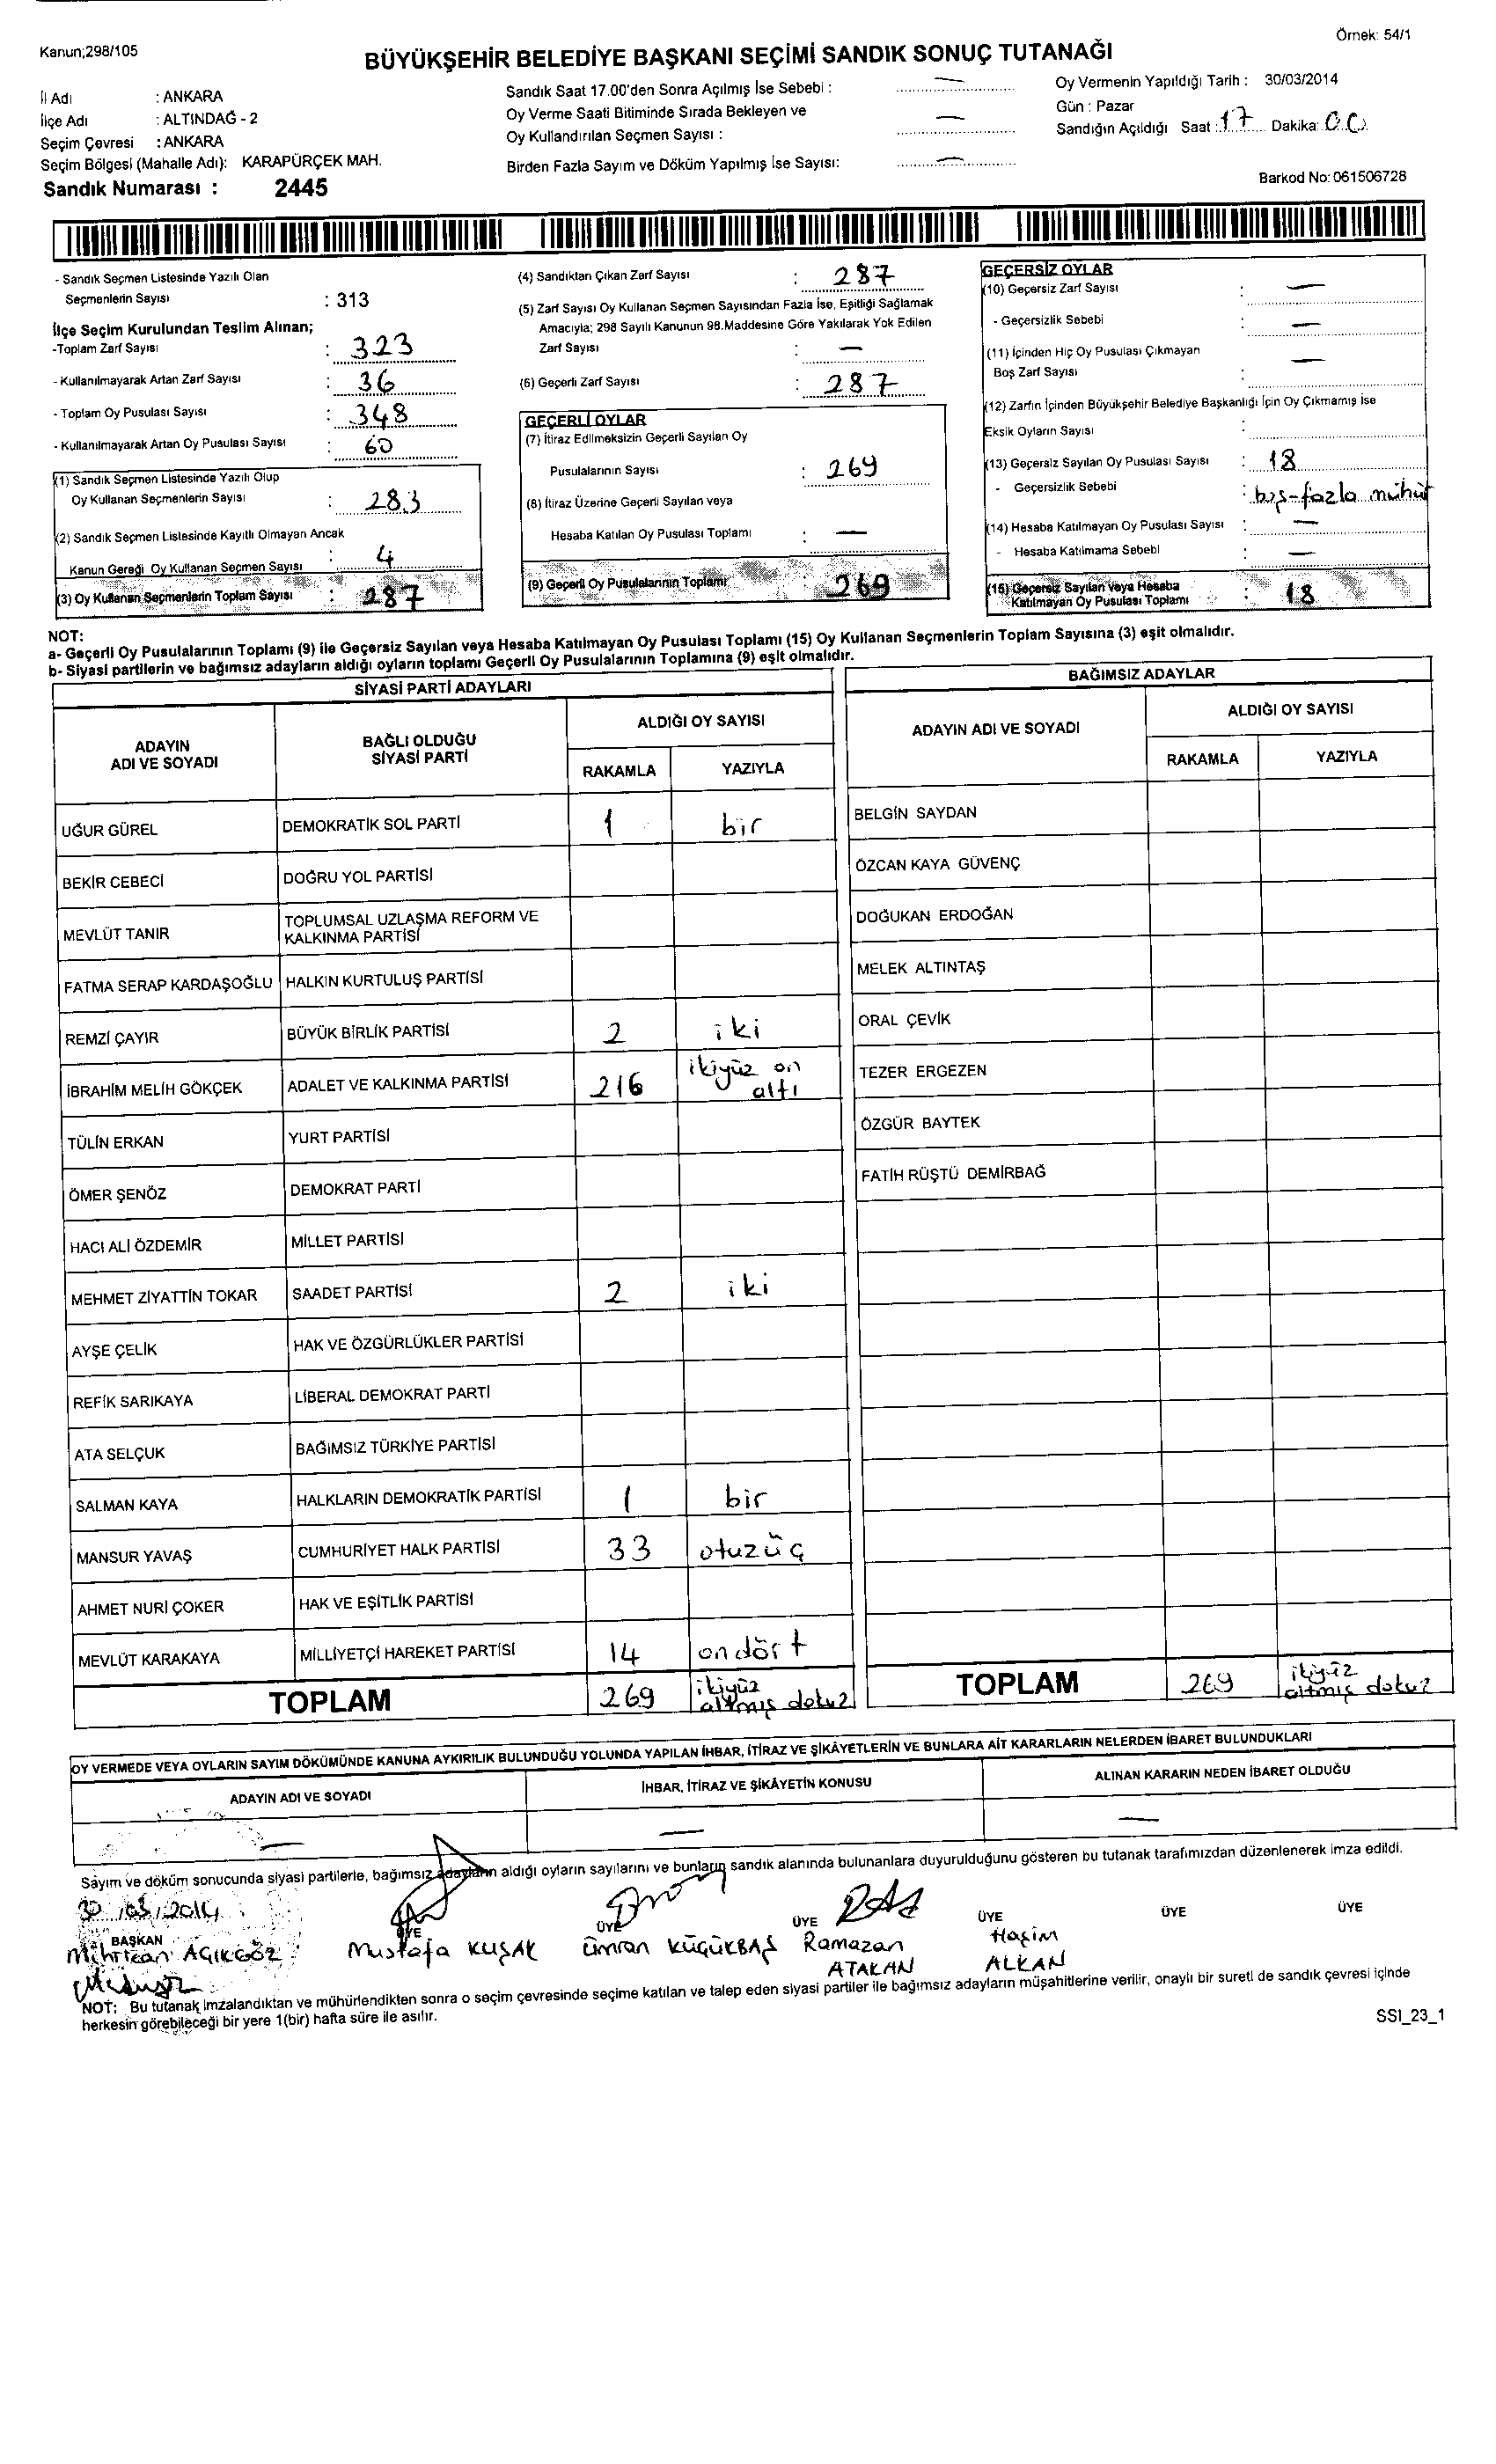 Kanun;298/105
Örnek: 54/1
BÜYÜKŞEHİR BELEDİYE BAŞKANI SEÇİMİ SANDIK SONUÇ TUTANAĞI
İl Adı : ANKARA
İlçe Adı : ALTINDAĞ - 2
Seçim Çevresi : ANKARA
Seçim Bölgesi (Mahalle Adı): KARAPÜRÇEK MAH.
Sandık Numarası : 2445
Sandık Saat 17.00'den Sonra Açılmış İse Sebebi : —
Oy Verme Saati Bitiminde Sırada Bekleyen ve
Oy Kullandırılan Seçmen Sayısı : —
Birden Fazla Sayım ve Döküm Yapılmış İse Sayısı: —
Oy Vermenin Yapıldığı Tarih : 30/03/2014
Gün : Pazar
Sandığın Açıldığı Saat : 17 Dakika: 00
Barkod No: 061506728
- Sandık Seçmen Listesinde Yazılı Olan
Seçmenlerin Sayısı : 313
İlçe Seçim Kurulundan Teslim Alınan;
-Toplam Zarf Sayısı : 323
- Kullanılmayarak Artan Zarf Sayısı : 36
- Toplam Oy Pusulası Sayısı : 348
- Kullanılmayarak Artan Oy Pusulası Sayısı : 60
(1) Sandık Seçmen Listesinde Yazılı Olup
Oy Kullanan Seçmenlerin Sayısı : 283
(2) Sandık Seçmen Listesinde Kayıtlı Olmayan Ancak
Kanun Gereği Oy Kullanan Seçmen Sayısı : 4
(3) Oy Kullanan Seçmenlerin Toplam Sayısı : 287
(4) Sandıktan Çıkan Zarf Sayısı : 287
(5) Zarf Sayısı Oy Kullanan Seçmen Sayısından Fazla İse, Eşitliği Sağlamak
Amacıyla; 298 Sayılı Kanunun 98.Maddesine Göre Yakılarak Yok Edilen
Zarf Sayısı : —
(6) Geçerli Zarf Sayısı : 287
GEÇERLİ OYLAR
(7) İtiraz Edilmeksizin Geçerli Sayılan Oy
Pusulalarının Sayısı : 269
(8) İtiraz Üzerine Geçerli Sayılan veya
Hesaba Katılan Oy Pusulası Toplamı : —
(9) Geçerli Oy Pusulalarının Toplamı : 269
GEÇERSİZ OYLAR
(10) Geçersiz Zarf Sayısı : —
- Geçersizlik Sebebi : —
(11) İçinden Hiç Oy Pusulası Çıkmayan
Boş Zarf Sayısı : —
(12) Zarfın İçinden Büyükşehir Belediye Başkanlığı İçin Oy Çıkmamış ise
Eksik Oyların Sayısı :
(13) Geçersiz Sayılan Oy Pusulası Sayısı : 18
- Geçersizlik Sebebi : boş-fazla mühür
(14) Hesaba Katılmayan Oy Pusulası Sayısı : —
- Hesaba Katılmama Sebebi : —
(15) Geçersiz Sayılan Veya Hesaba
Katılmayan Oy Pusulası Toplamı : 18
NOT:
a- Geçerli Oy Pusulalarının Toplamı (9) ile Geçersiz Sayılan veya Hesaba Katılmayan Oy Pusulası Toplamı (15) Oy Kullanan Seçmenlerin Toplam Sayısına (3) eşit olmalıdır.
b- Siyasi partilerin ve bağımsız adayların aldığı oyların toplamı Geçerli Oy Pusulalarının Toplamına (9) eşit olmalıdır.
SİYASİ PARTİ ADAYLARI
ADAYIN
ADI VE SOYADI
BAĞLI OLDUĞU
SİYASİ PARTİ
ALDIĞI OY SAYISI
RAKAMLA YAZIYLA
UĞUR GÜREL DEMOKRATİK SOL PARTİ 1 bir
BEKİR CEBECİ DOĞRU YOL PARTİSİ
MEVLÜT TANIR TOPLUMSAL UZLAŞMA REFORM VE
KALKINMA PARTİSİ
FATMA SERAP KARDAŞOĞLU HALKIN KURTULUŞ PARTİSİ
REMZİ ÇAYIR BÜYÜK BİRLİK PARTİSİ 2 iki
İBRAHİM MELİH GÖKÇEK ADALET VE KALKINMA PARTİSİ 216 ikiyüz on
altı
TÜLİN ERKAN YURT PARTİSİ
ÖMER ŞENÖZ DEMOKRAT PARTİ
HACI ALİ ÖZDEMİR MİLLET PARTİSİ
MEHMET ZİYATTİN TOKAR SAADET PARTİSİ 2 iki
AYŞE ÇELİK HAK VE ÖZGÜRLÜKLER PARTİSİ
REFİK SARIKAYA LİBERAL DEMOKRAT PARTİ
ATA SELÇUK BAĞIMSIZ TÜRKİYE PARTİSİ
SALMAN KAYA HALKLARIN DEMOKRATİK PARTİSİ 1 bir
MANSUR YAVAŞ CUMHURİYET HALK PARTİSİ 33 otuzüç
AHMET NURİ ÇOKER HAK VE EŞİTLİK PARTİSİ
MEVLÜT KARAKAYA MİLLİYETÇİ HAREKET PARTİSİ 14 ondört
TOPLAM 269 ikiyüz
altmış dokuz
BAĞIMSIZ ADAYLAR
ADAYIN ADI VE SOYADI
ALDIĞI OY SAYISI
RAKAMLA YAZIYLA
BELGİN SAYDAN
ÖZCAN KAYA GÜVENÇ
DOĞUKAN ERDOĞAN
MELEK ALTINTAŞ
ORAL ÇEVİK
TEZER ERGEZEN
ÖZGÜR BAYTEK
FATİH RÜŞTÜ DEMİRBAĞ
TOPLAM 269 ikiyüz
altmış dokuz
OY VERMEDE VEYA OYLARIN SAYIM DÖKÜMÜNDE KANUNA AYKIRILIK BULUNDUĞU YOLUNDA YAPILAN İHBAR, İTİRAZ VE ŞİKÂYETLERİN VE BUNLARA AİT KARARLARIN NELERDEN İBARET BULUNDUKLARI
ADAYIN ADI VE SOYADI İHBAR, İTİRAZ VE ŞİKÂYETİN KONUSU ALINAN KARARIN NEDEN İBARET OLDUĞU
— — —
Sayım ve döküm sonucunda siyasi partilerle, bağımsız adayların aldığı oyların sayılarını ve bunların sandık alanında bulunanlara duyurulduğunu gösteren bu tutanak tarafımızdan düzenlenerek imza edildi.
30/03/2014
BAŞKAN ÜYE ÜYE ÜYE ÜYE ÜYE ÜYE
AÇIKGÖZ Mustafa KUŞAK Ümran KÜÇÜKBAŞ Ramazan Haşim
ATAKAN ALKAN
NOT: Bu tutanak imzalandıktan ve mühürlendikten sonra o seçim çevresinde seçime katılan ve talep eden siyasi partiler ile bağımsız adayların müşahitlerine verilir, onaylı bir sureti de sandık çevresi içinde
herkesin görebileceği bir yere 1(bir) hafta süre ile asılır.
SSI_23_1